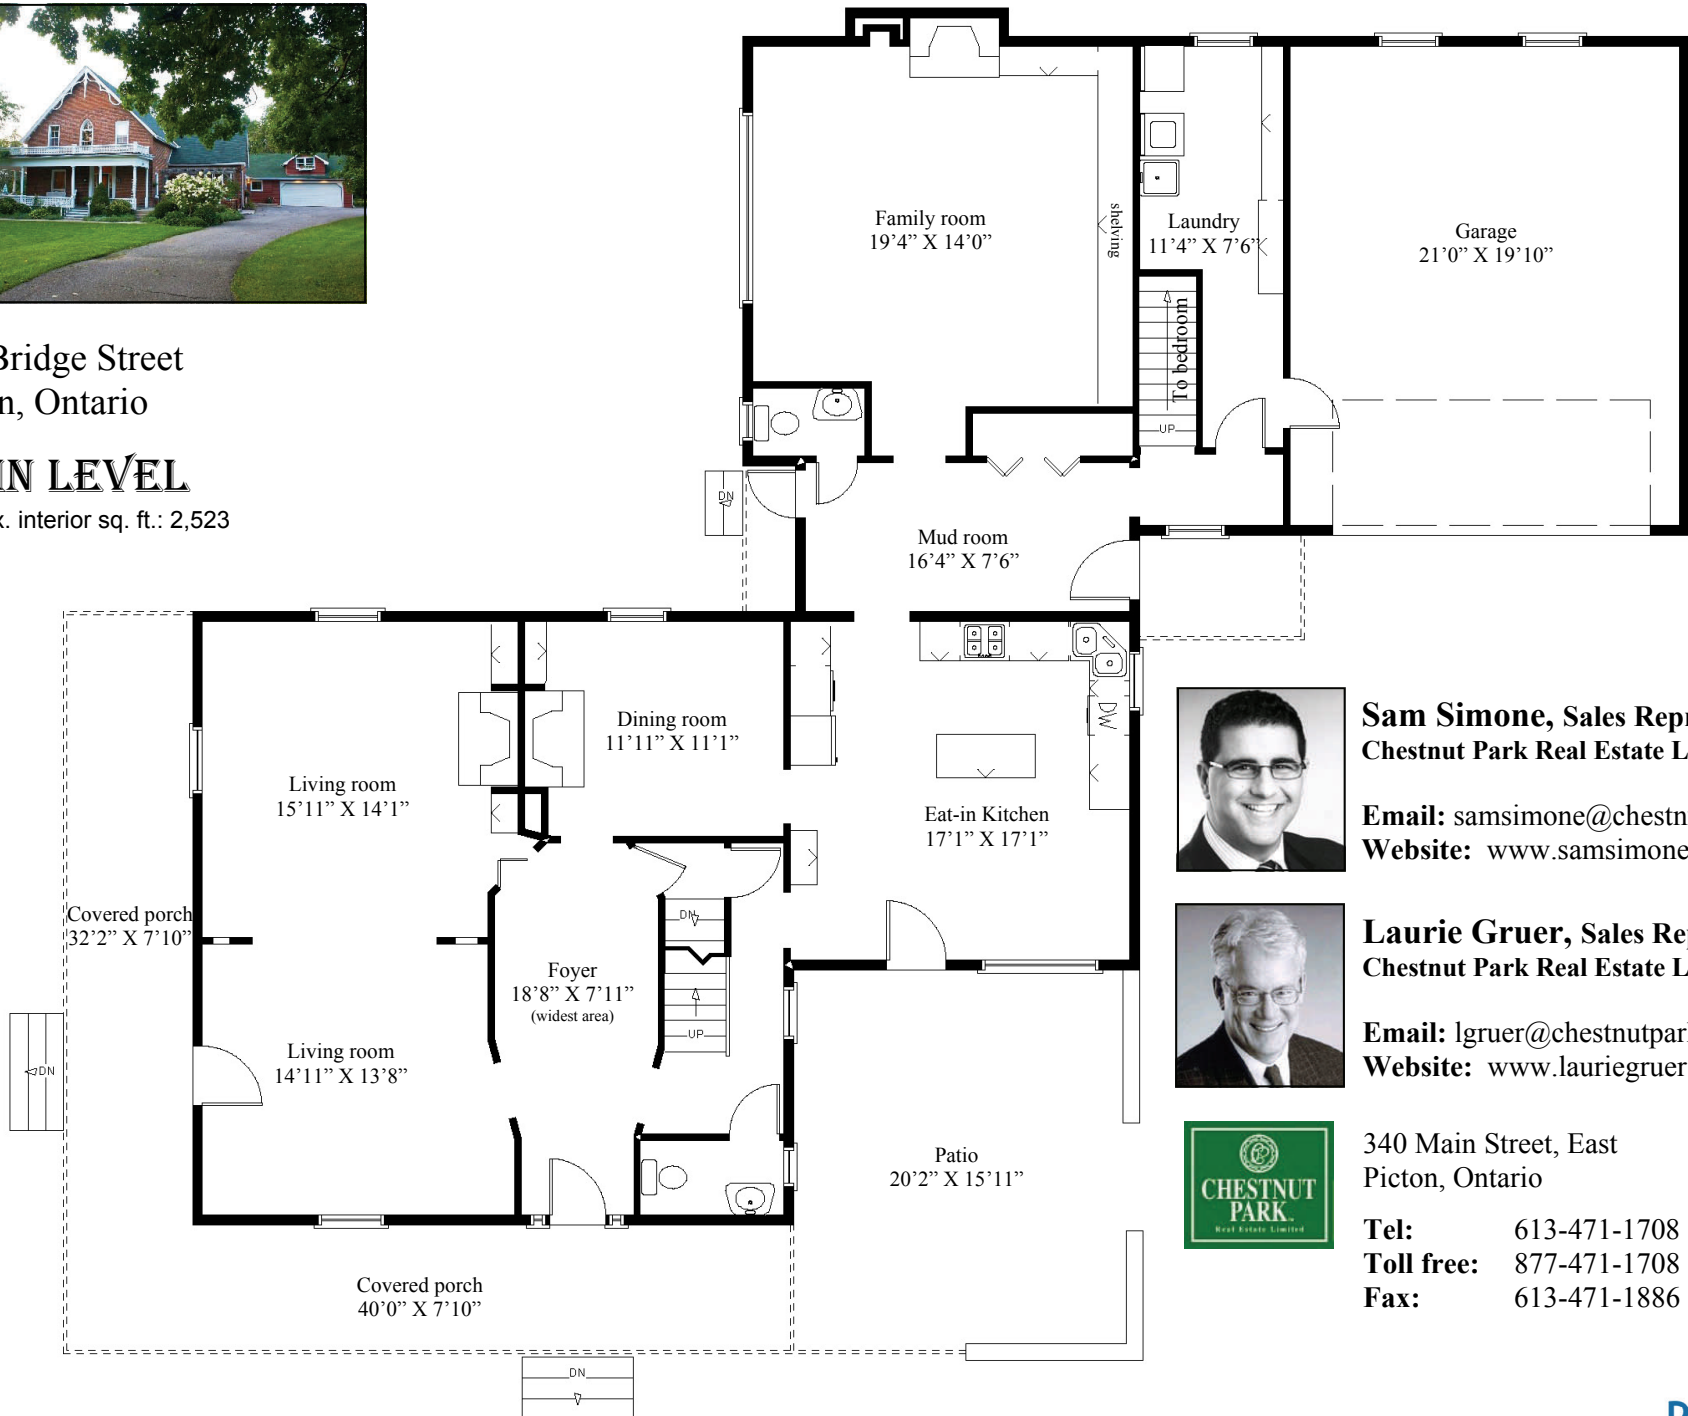 Bridge Street
n, Ontario
IN LEVEL
x. interior sq. ft.: 2,523
Family room
19’4” X 14’0”
shelving
Laundry
11’4” X 7’6”
Garage
21’0” X 19’10”
To bedroom
UP
DN
Mud room
16’4” X 7’6”
Dining room
11’11” X 11’1”
DW
Living room
15’11” X 14’1”
Eat-in Kitchen
17’1” X 17’1”
Covered porch
32’2” X 7’10”
DN
Foyer
18’8” X 7’11”
(widest area)
UP
Living room
14’11” X 13’8”
DN
Patio
20’2” X 15’11”
Covered porch
40’0” X 7’10”
DN
Sam Simone, Sales Repr
Chestnut Park Real Estate L
Email: samsimone@chestn
Website: www.samsimone
Laurie Gruer, Sales Rep
Chestnut Park Real Estate L
Email: lgruer@chestnutpark
Website: www.lauriegruer
CHESTNUT
PARK
Real Estate Limited
340 Main Street, East
Picton, Ontario
Tel: 613-471-1708
Toll free: 877-471-1708
Fax: 613-471-1886